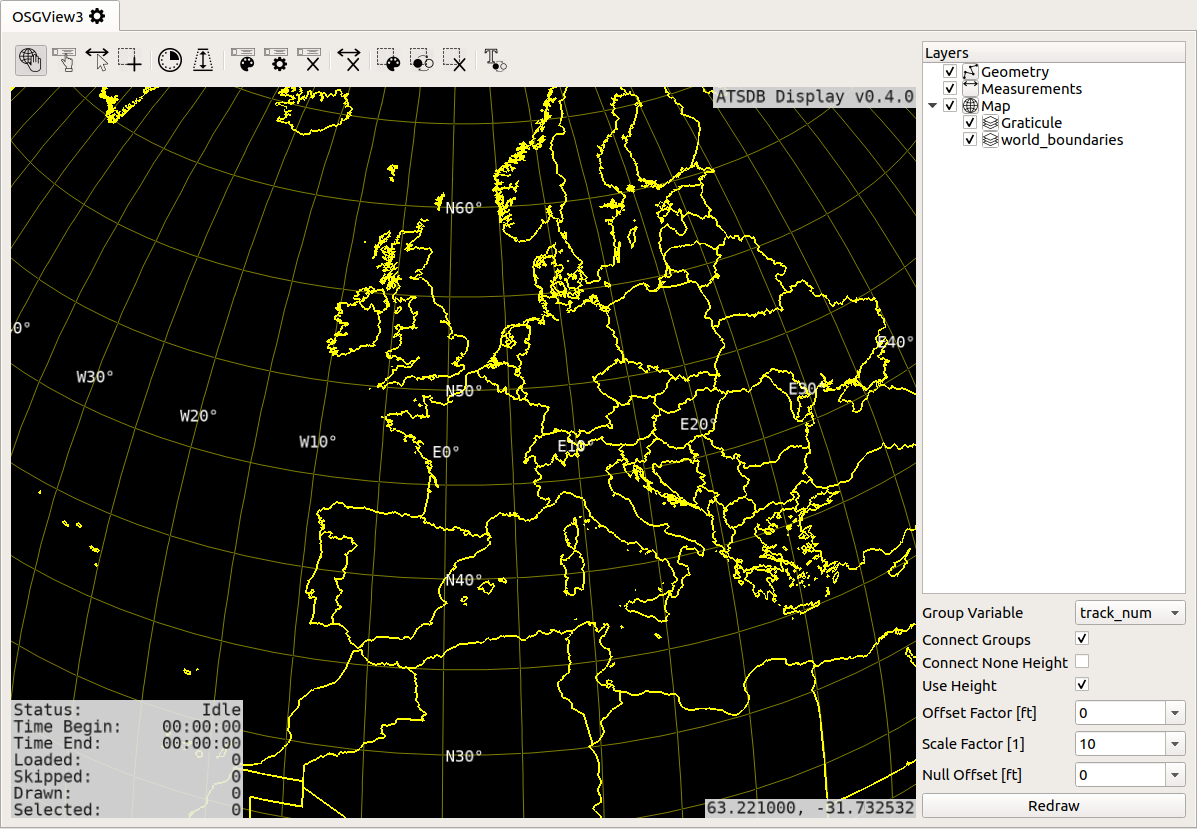 OSGView3
ATSDB Display v0.4.0
N60°
0°
W30°
W20°
W10°
E0°
N50°
E10°
E20°
E30°
E40°
N40°
N30°
Status: Idle
Time Begin: 00:00:00
Time End: 00:00:00
Loaded: 0
Skipped: 0
Drawn: 0
Selected: 0
63.221000, -31.732532
Layers
Geometry
Measurements
Map
Graticule
world_boundaries
Group Variable track_num
Connect Groups
Connect None Height
Use Height
Offset Factor [ft] 0
Scale Factor [1] 10
Null Offset [ft] 0
Redraw